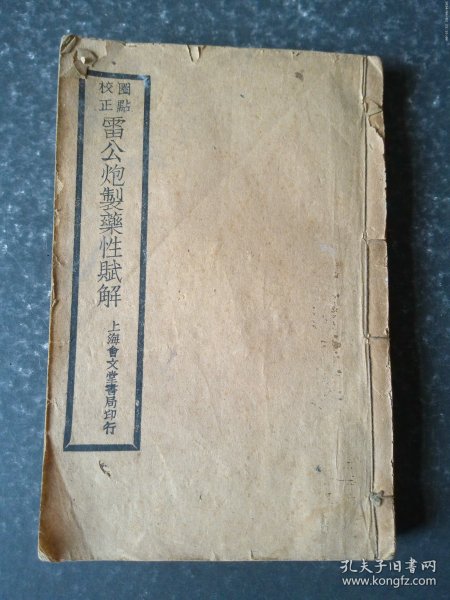 圈點
校正
雷公炮製藥性賦解
上海會文堂書局印行
孔夫子旧书网
www.kongfz.com